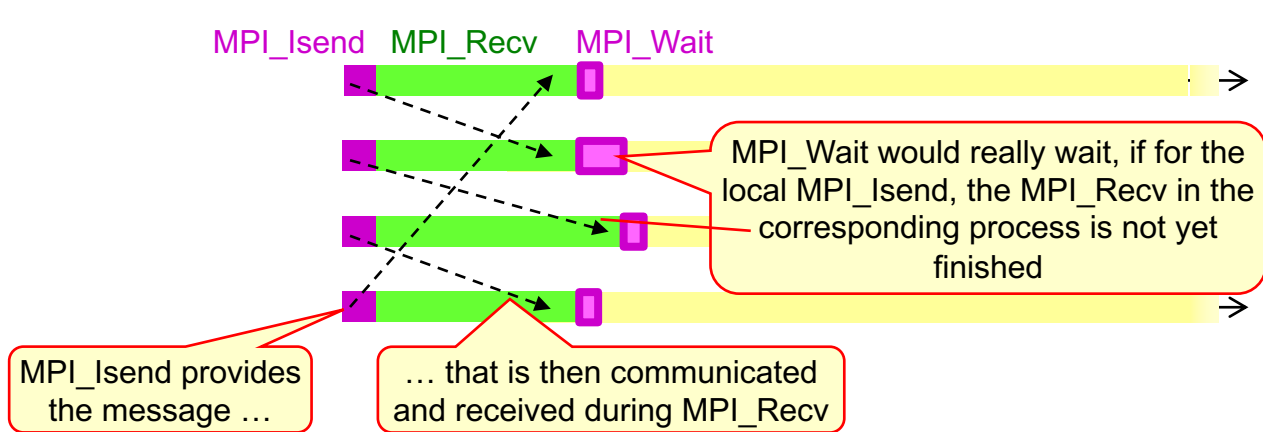 MPI_Isend MPI_Recv MPI_Wait
MPI_Wait would really wait, if for the
local MPI_Isend, the MPI_Recv in the
corresponding process is not yet
finished
MPI_Isend provides
the message …
… that is then communicated
and received during MPI_Recv